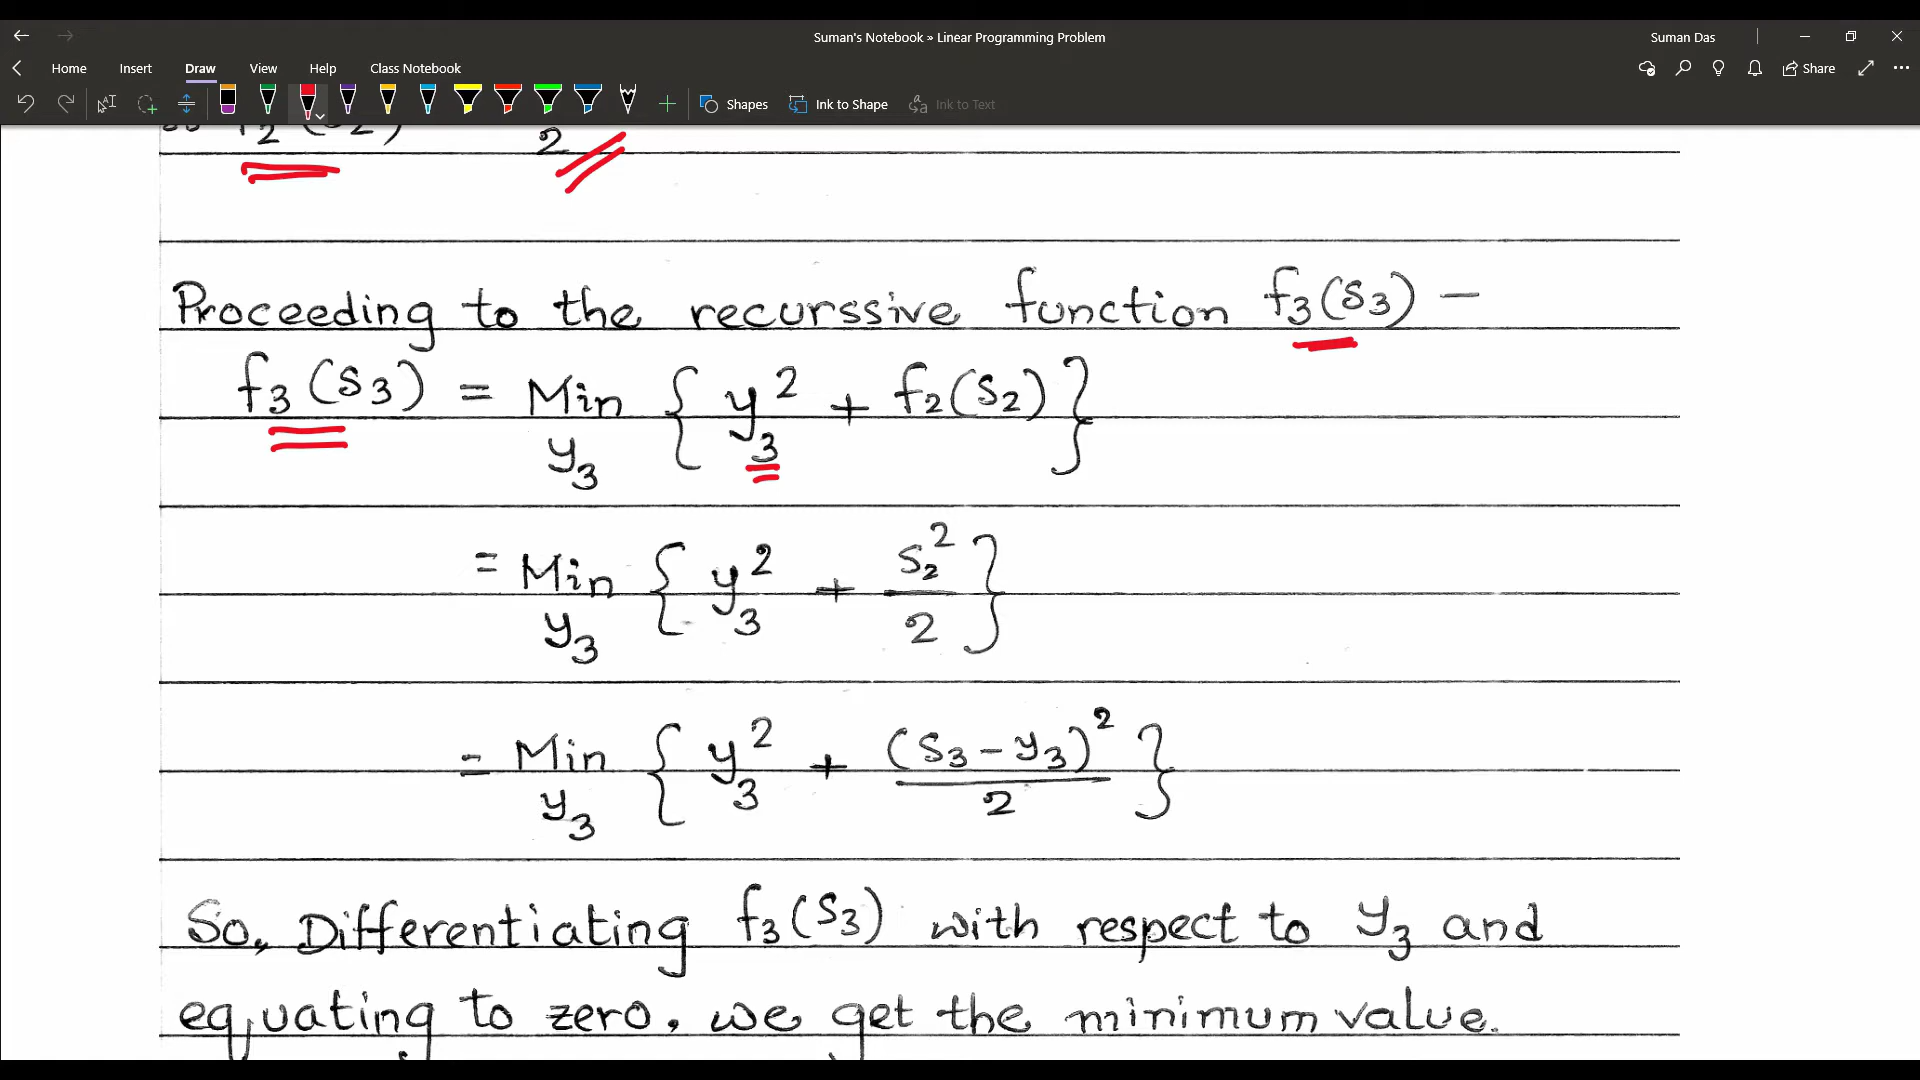 Suman's Notebook » Linear Programming Problem
Suman Das
Home Insert Draw View Help Class Notebook
Share
Shapes
Ink to Shape
Ink to Text
2
Proceeding to the recurssive function f₃(s₃) –
f₃(s₃) = Min { y₃² + f₂(s₂) }
y₃
= Min { y₃² + s₂²/2 }
y₃
= Min { y₃² + (s₃ – y₃)²/2 }
y₃
So, Differentiating f₃(s₃) with respect to y₃ and
equating to zero, we get the minimum value.